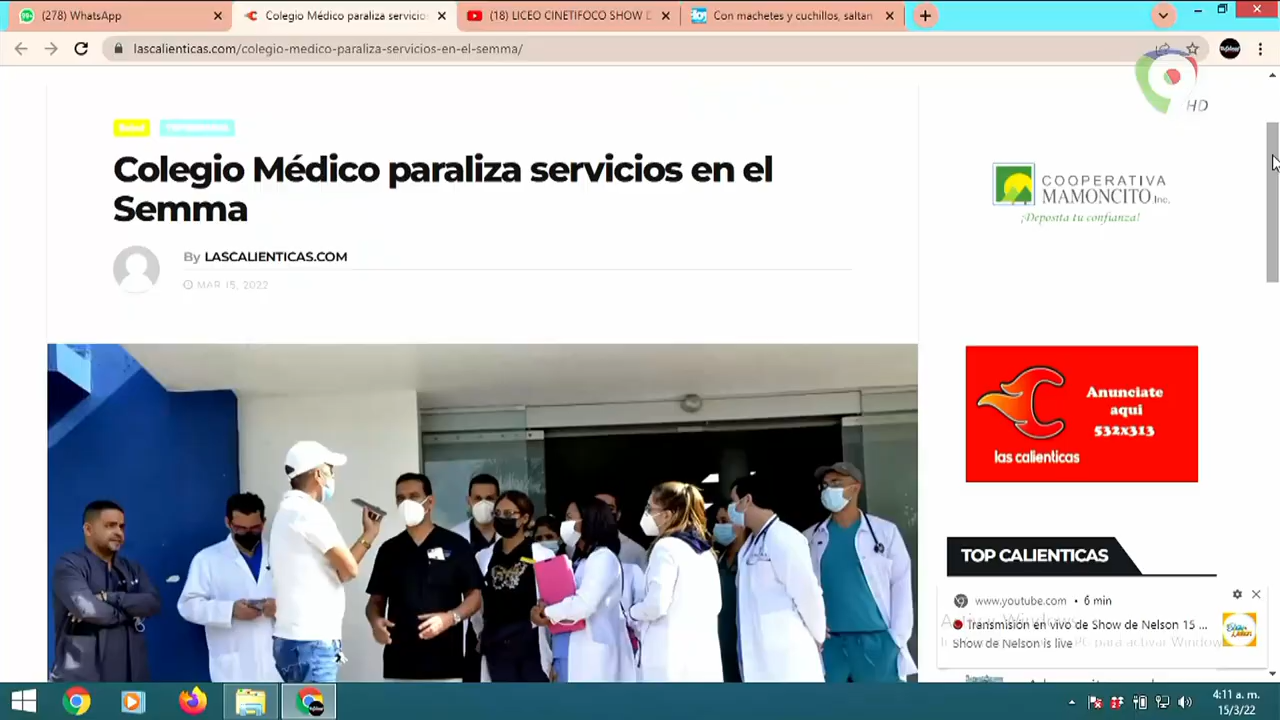 (278) WhatsApp
Colegio Médico paraliza servicio
(18) LICEO CINETIFOCO SHOW D
Con machetes y cuchillos, saltan
lascalienticas.com/colegio-medico-paraliza-servicios-en-el-semma/
HD
Salud
Colegio Médico paraliza servicios en el
Semma
By LASCALIENTICAS.COM
MAR 15, 2022
COOPERATIVA
MAMONCITO Inc.
¡Deposita tu confianza!
Anunciate
aqui
532x313
las calienticas
TOP CALIENTICAS
www.youtube.com • 6 min
Transmisión en vivo de Show de Nelson 15 ...
Show de Nelson is live
4:11 a. m.
15/3/22